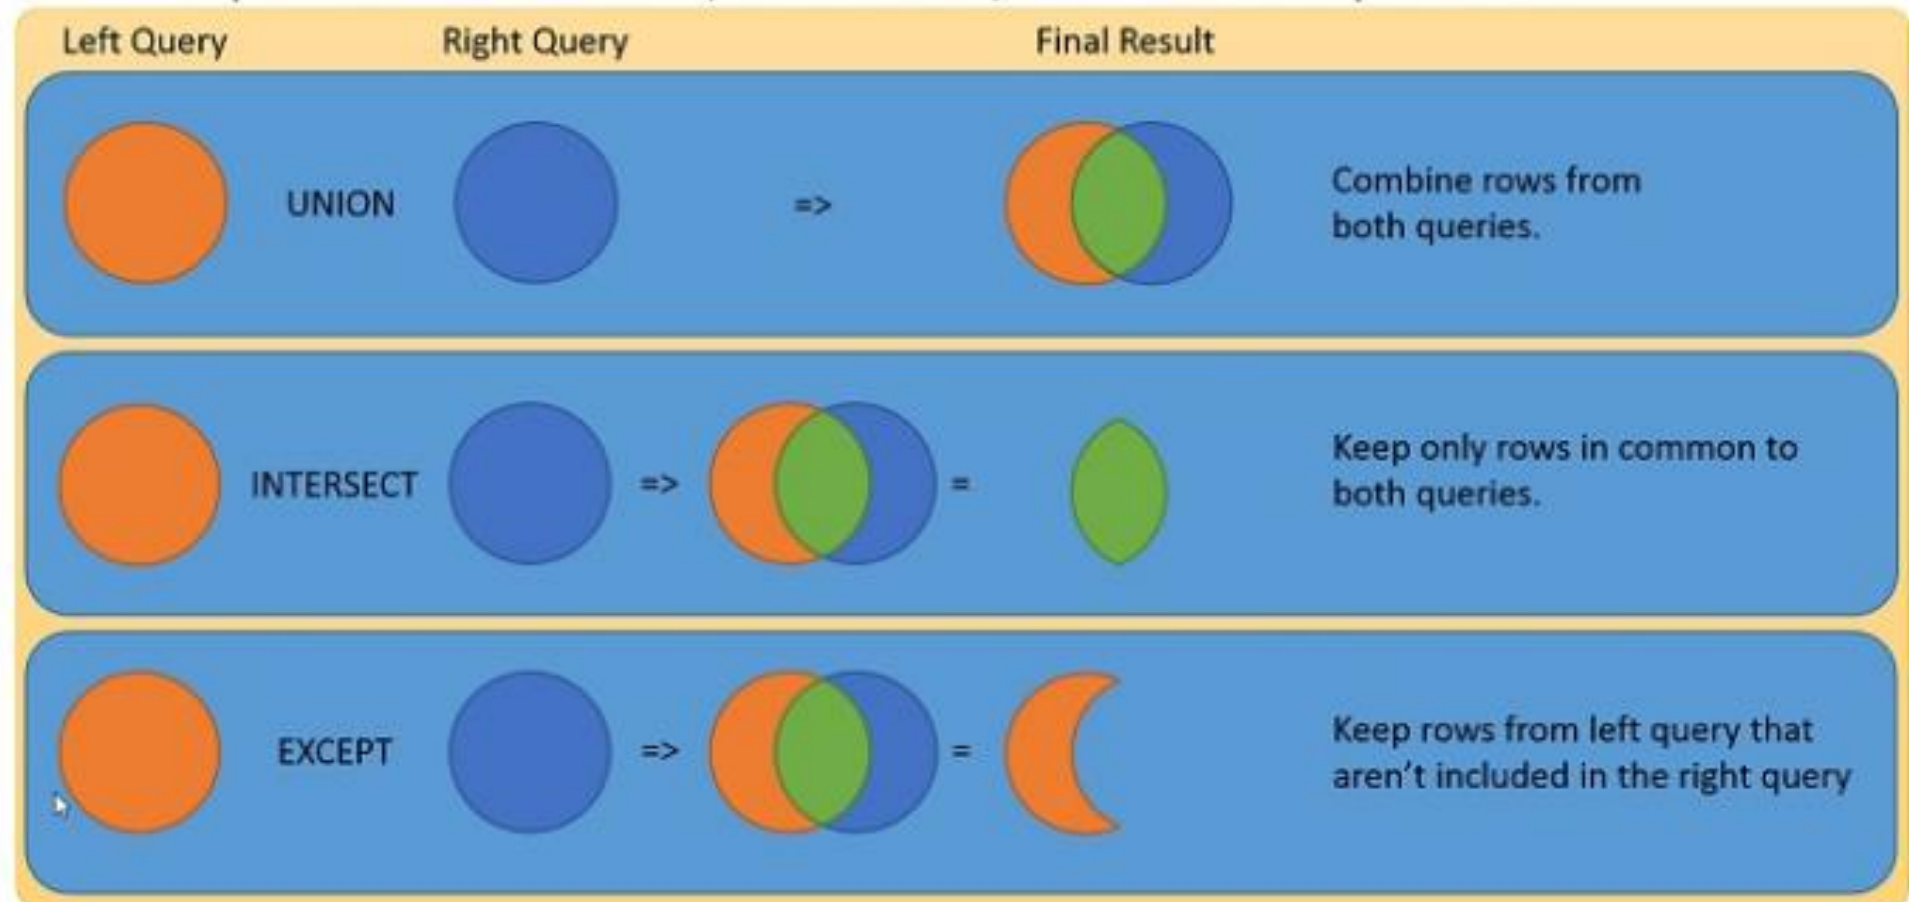 Left Query Right Query Final Result
UNION => Combine rows from
both queries.
INTERSECT => = Keep only rows in common to
both queries.
EXCEPT => = Keep rows from left query that
aren't included in the right query